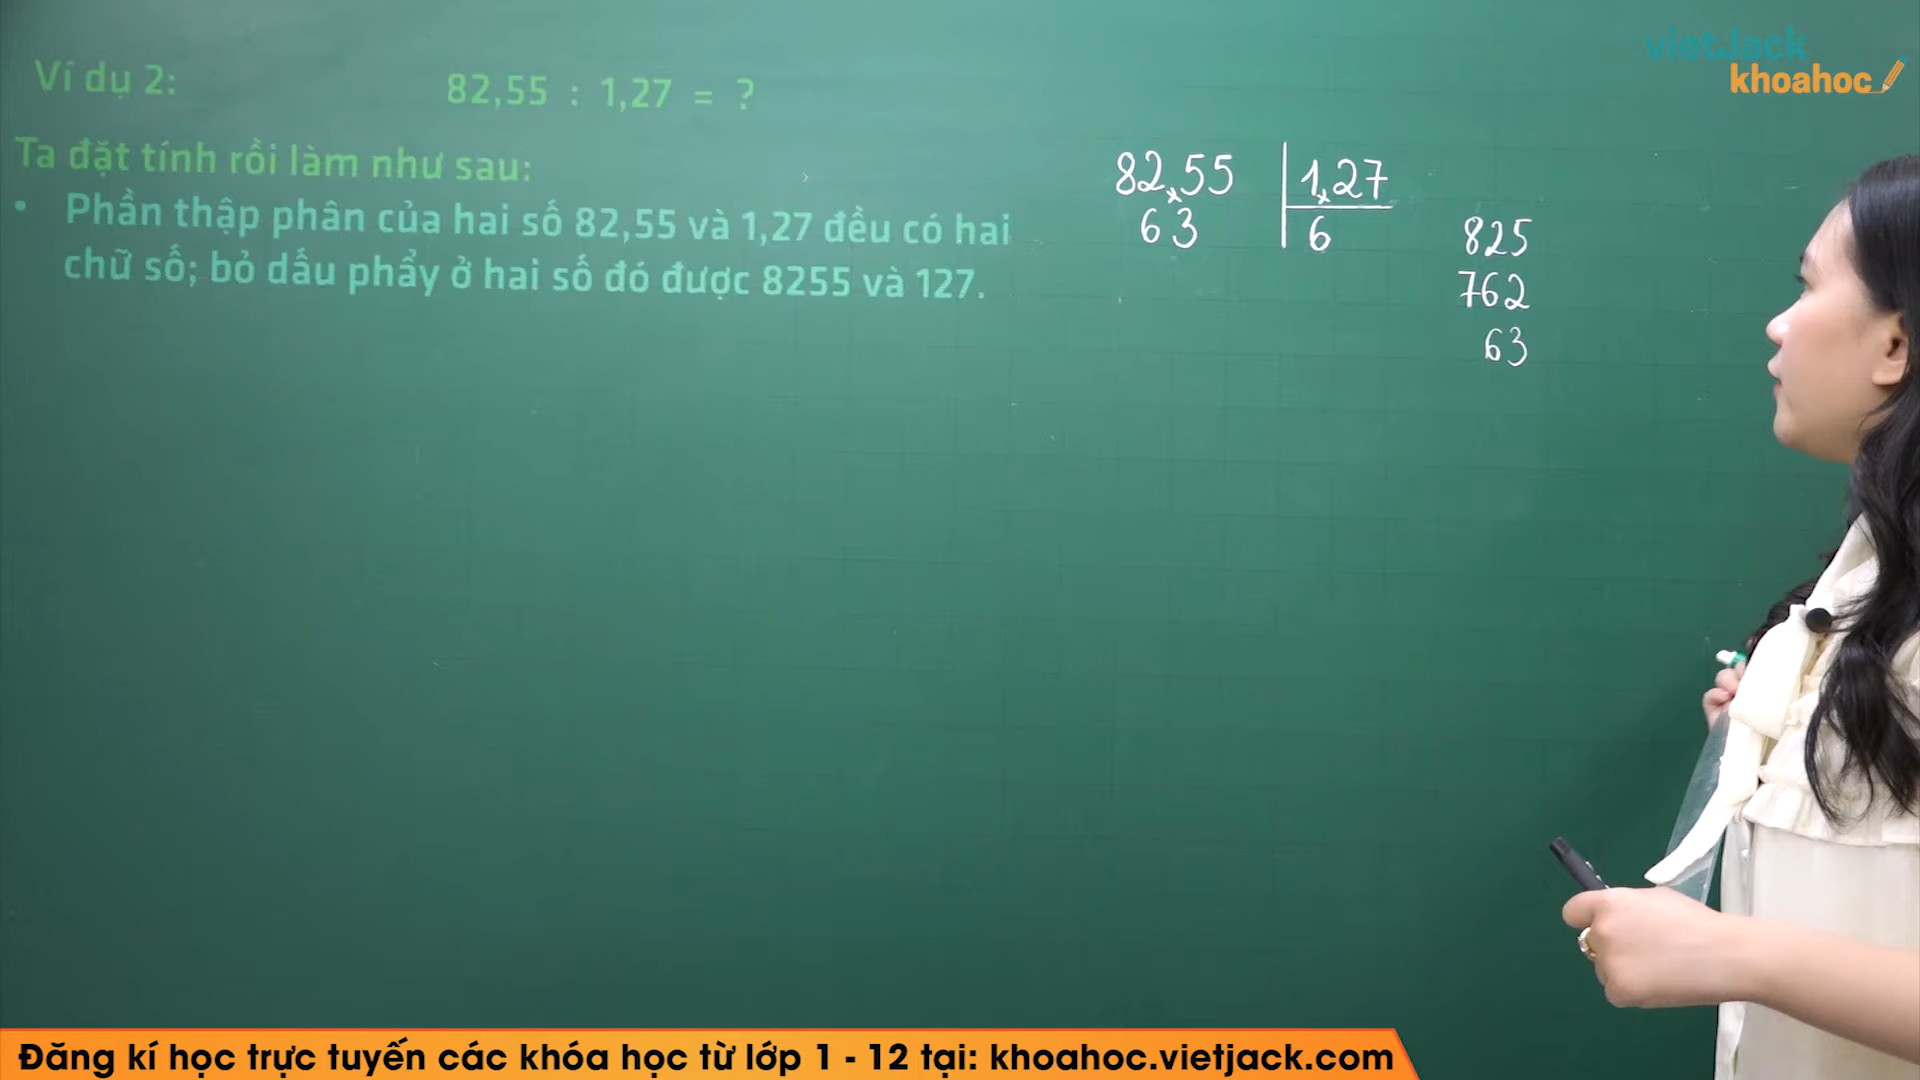 vietJack
khoahoc
Ví dụ 2:
82,55 : 1,27 = ?
Ta đặt tính rồi làm như sau:
• Phần thập phân của hai số 82,55 và 1,27 đều có hai
chữ số; bỏ dấu phẩy ở hai số đó được 8255 và 127.
82,55 1,27
63 6
825
762
63
Đăng kí học trực tuyến các khóa học từ lớp 1 - 12 tại: khoahoc.vietjack.com